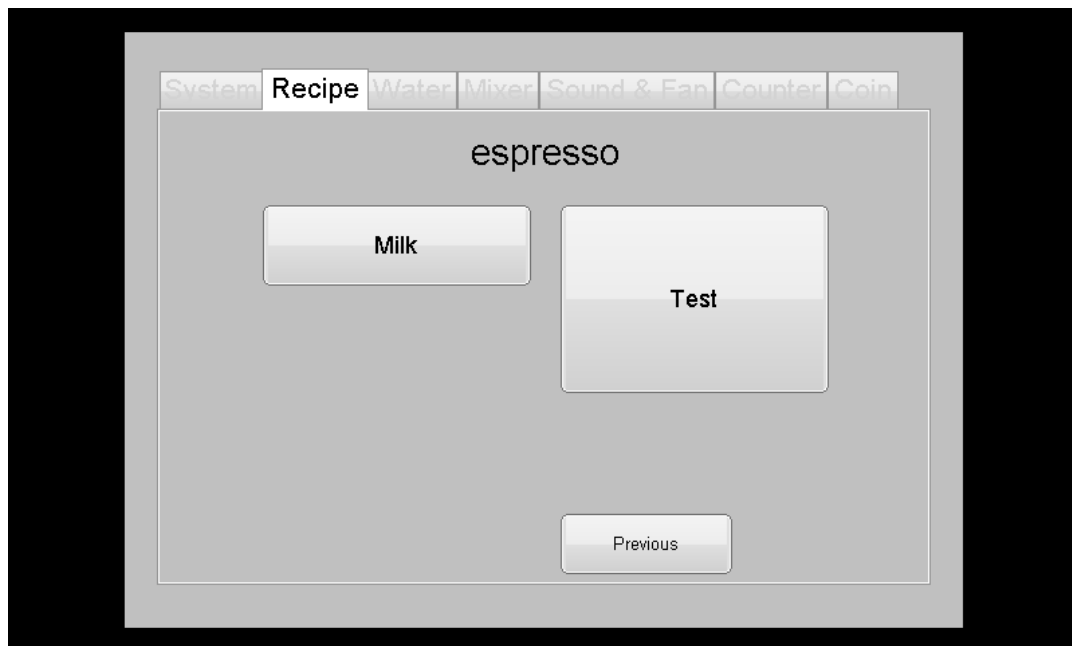 System Recipe Water Mixer Sound & Fan Counter Coin
espresso
Milk
Test
Previous